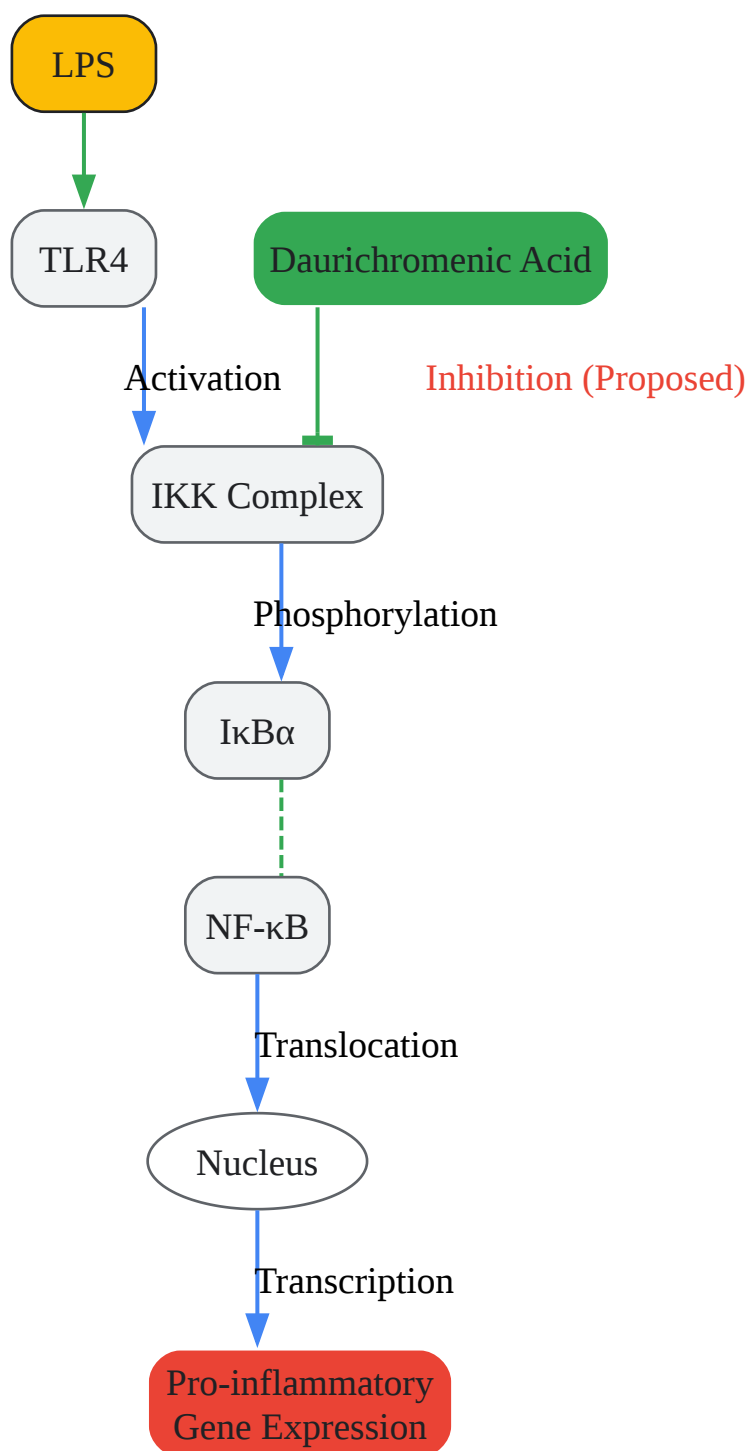 LPS
TLR4
Daurichromenic Acid
Activation
Inhibition (Proposed)
IKK Complex
Phosphorylation
IκBα
NF-κB
Translocation
Nucleus
Transcription
Pro-inflammatory
Gene Expression